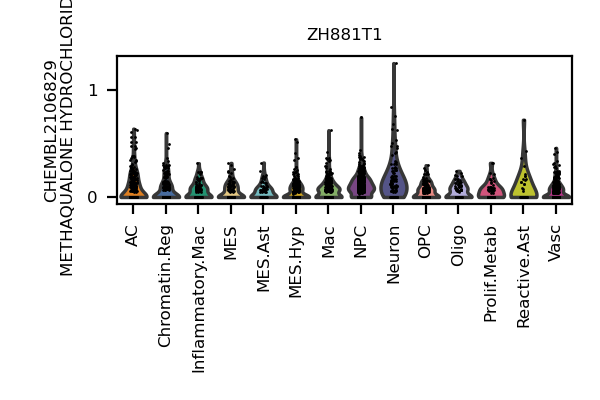 ZH881T1
CHEMBL2106829
METHAQUALONE HYDROCHLORID
1
0
AC
Chromatin.Reg
Inflammatory.Mac
MES
MES.Ast
MES.Hyp
Mac
NPC
Neuron
OPC
Oligo
Prolif.Metab
Reactive.Ast
Vasc